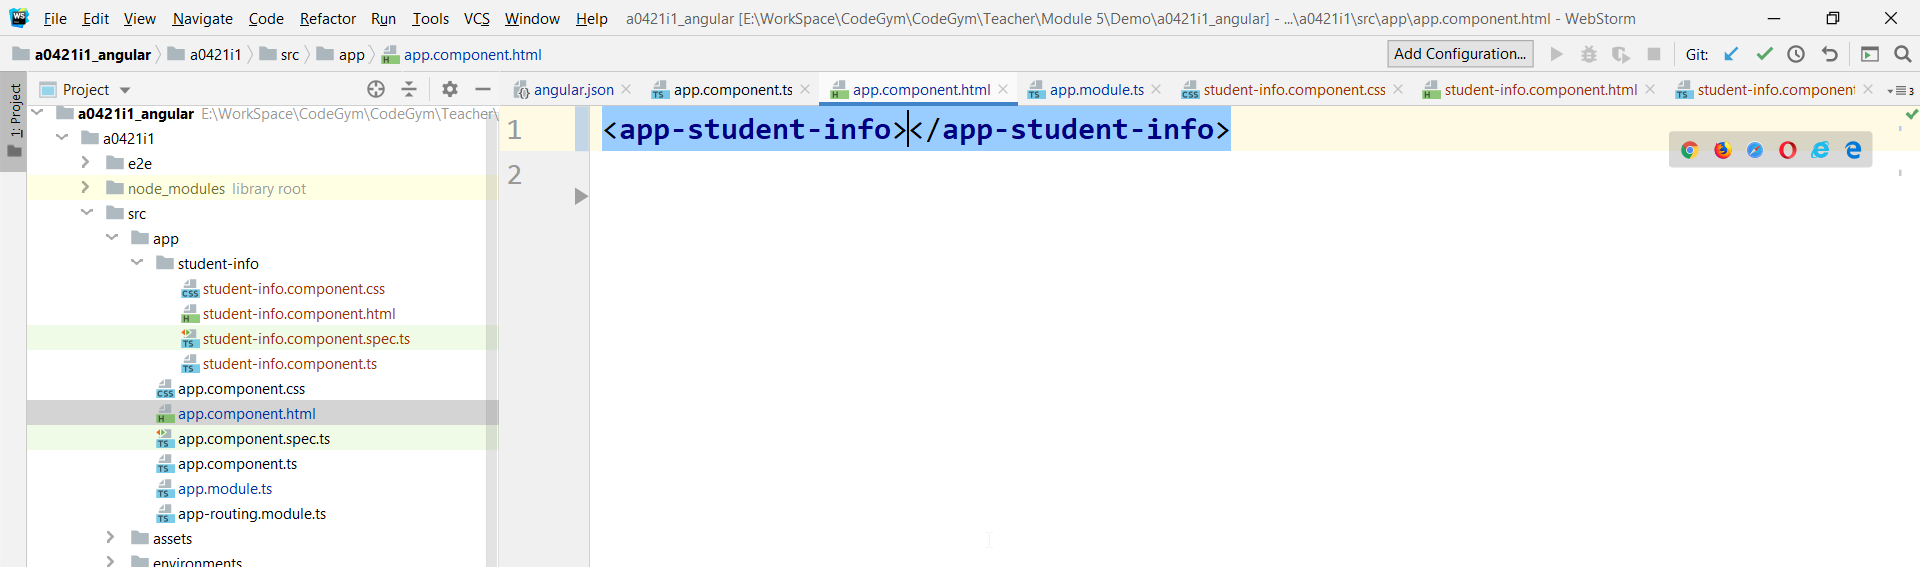 File Edit View Navigate Code Refactor Run Tools VCS Window Help a0421i1_angular [E:\WorkSpace\CodeGym\CodeGym\Teacher\Module 5\Demo\a0421i1_angular] - ...\a0421i1\src\app\app.component.html - WebStorm
a0421i1_angular a0421i1 src app app.component.html Add Configuration... Git:
Project angular.json app.component.ts app.component.html app.module.ts student-info.component.css student-info.component.html student-info.component 3
1: Project
a0421i1_angular E:\WorkSpace\CodeGym\CodeGym\Teacher\
a0421i1
e2e
node_modules library root
src
app
student-info
student-info.component.css
student-info.component.html
student-info.component.spec.ts
student-info.component.ts
app.component.css
app.component.html
app.component.spec.ts
app.component.ts
app.module.ts
app-routing.module.ts
assets
environments
1 <app-student-info></app-student-info>
2